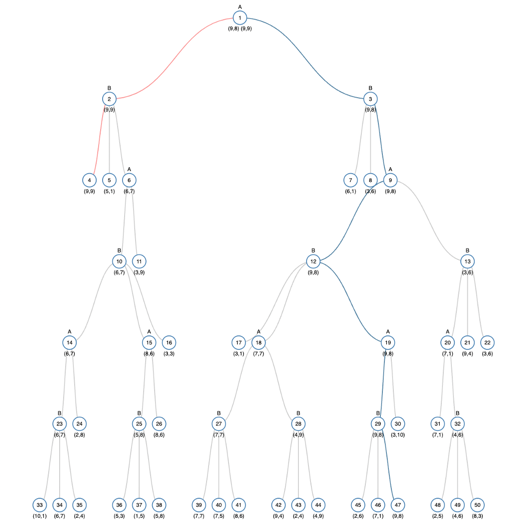 A
1
(9,8) (9,9)
B B
2 3
(9,9) (9,8)
A A
4 5 6 7 8 9
(9,9) (5,1) (6,7) (6,1) (2,6) (9,8)
B B B
10 11 12 13
(6,7) (3,9) (9,8) (3,6)
A A A A A
14 15 16 17 18 19 20 21 22
(6,7) (8,6) (3,3) (3,1) (7,7) (9,8) (7,1) (9,4) (3,6)
B B B B B B
23 24 25 26 27 28 29 30 31 32
(6,7) (2,8) (5,8) (8,6) (7,7) (4,9) (9,8) (3,10) (7,1) (4,6)
33 34 35 36 37 38 39 40 41 42 43 44 45 46 47 48 49 50
(10,1) (6,7) (2,4) (5,3) (1,5) (5,8) (7,7) (7,5) (8,6) (9,4) (2,4) (4,9) (2,6) (7,1) (9,8) (2,5) (4,6) (8,3)